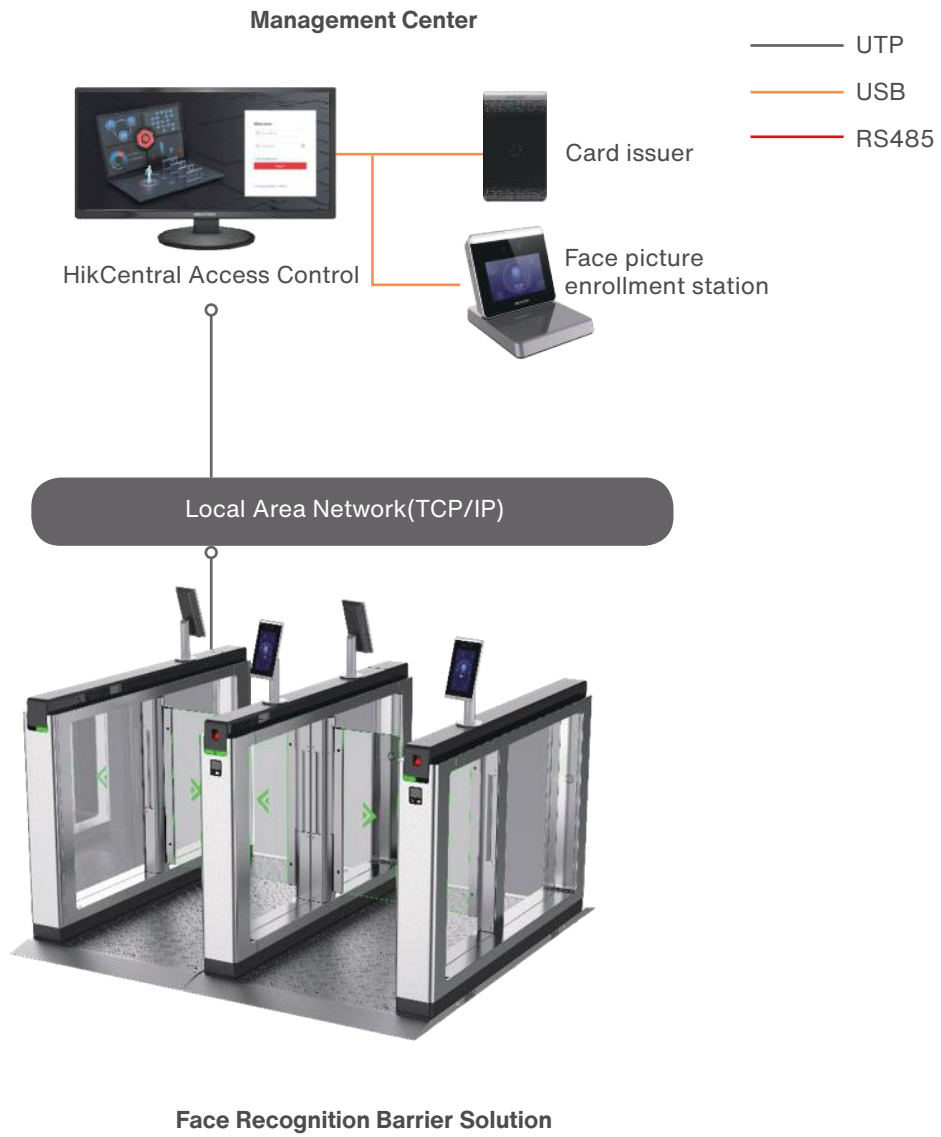 Management Center
UTP
USB
RS485
Card issuer
Face picture
enrollment station
HikCentral Access Control
Local Area Network(TCP/IP)
Face Recognition Barrier Solution